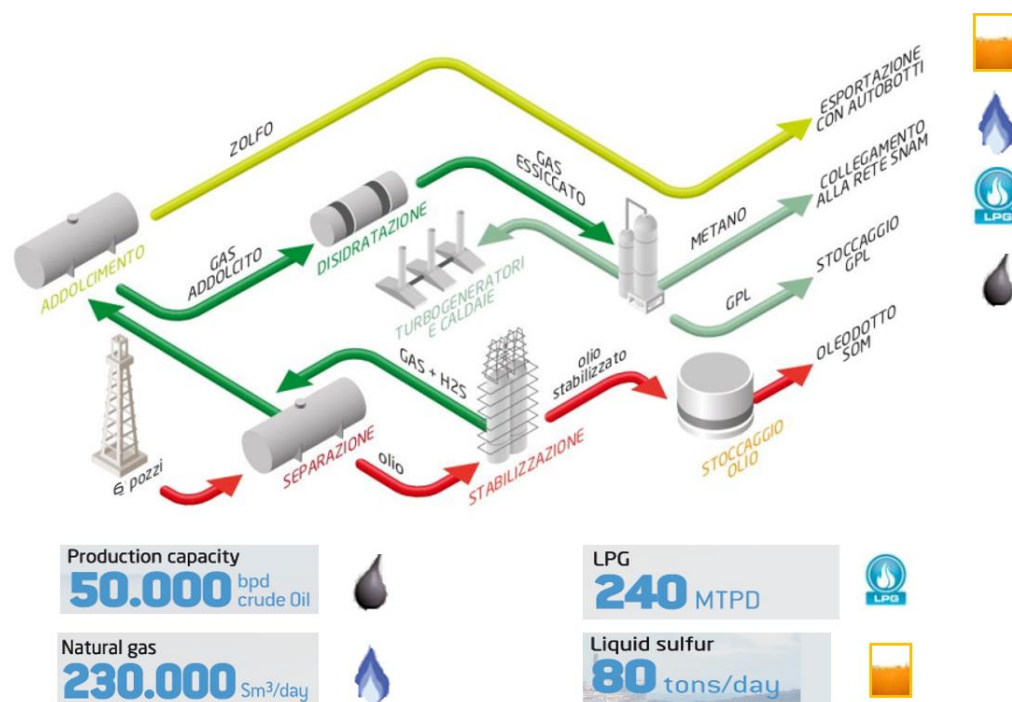 ZOLFO
ESPORTAZIONE
CON AUTOBOTTI
GAS
ESSICCATO
COLLEGAMENTO
ALLA RETE SNAM
DISIDRATAZIONE
METANO
GAS
ADDOLCITO
ADDOLCIMENTO
STOCCAGGIO
GPL
TURBOGENERATORI
E CALDAIE
GPL
LPG
GAS + H2S
olio
stabilizzato
OLEODOTTO
SOM
6 pozzi
SEPARAZIONE
olio
STABILIZZAZIONE
STOCCAGGIO
OLIO
Production capacity
50.000 bpd
crude Oil
LPG
240 MTPD
LPG
Natural gas
230.000 Sm³/day
Liquid sulfur
80 tons/day